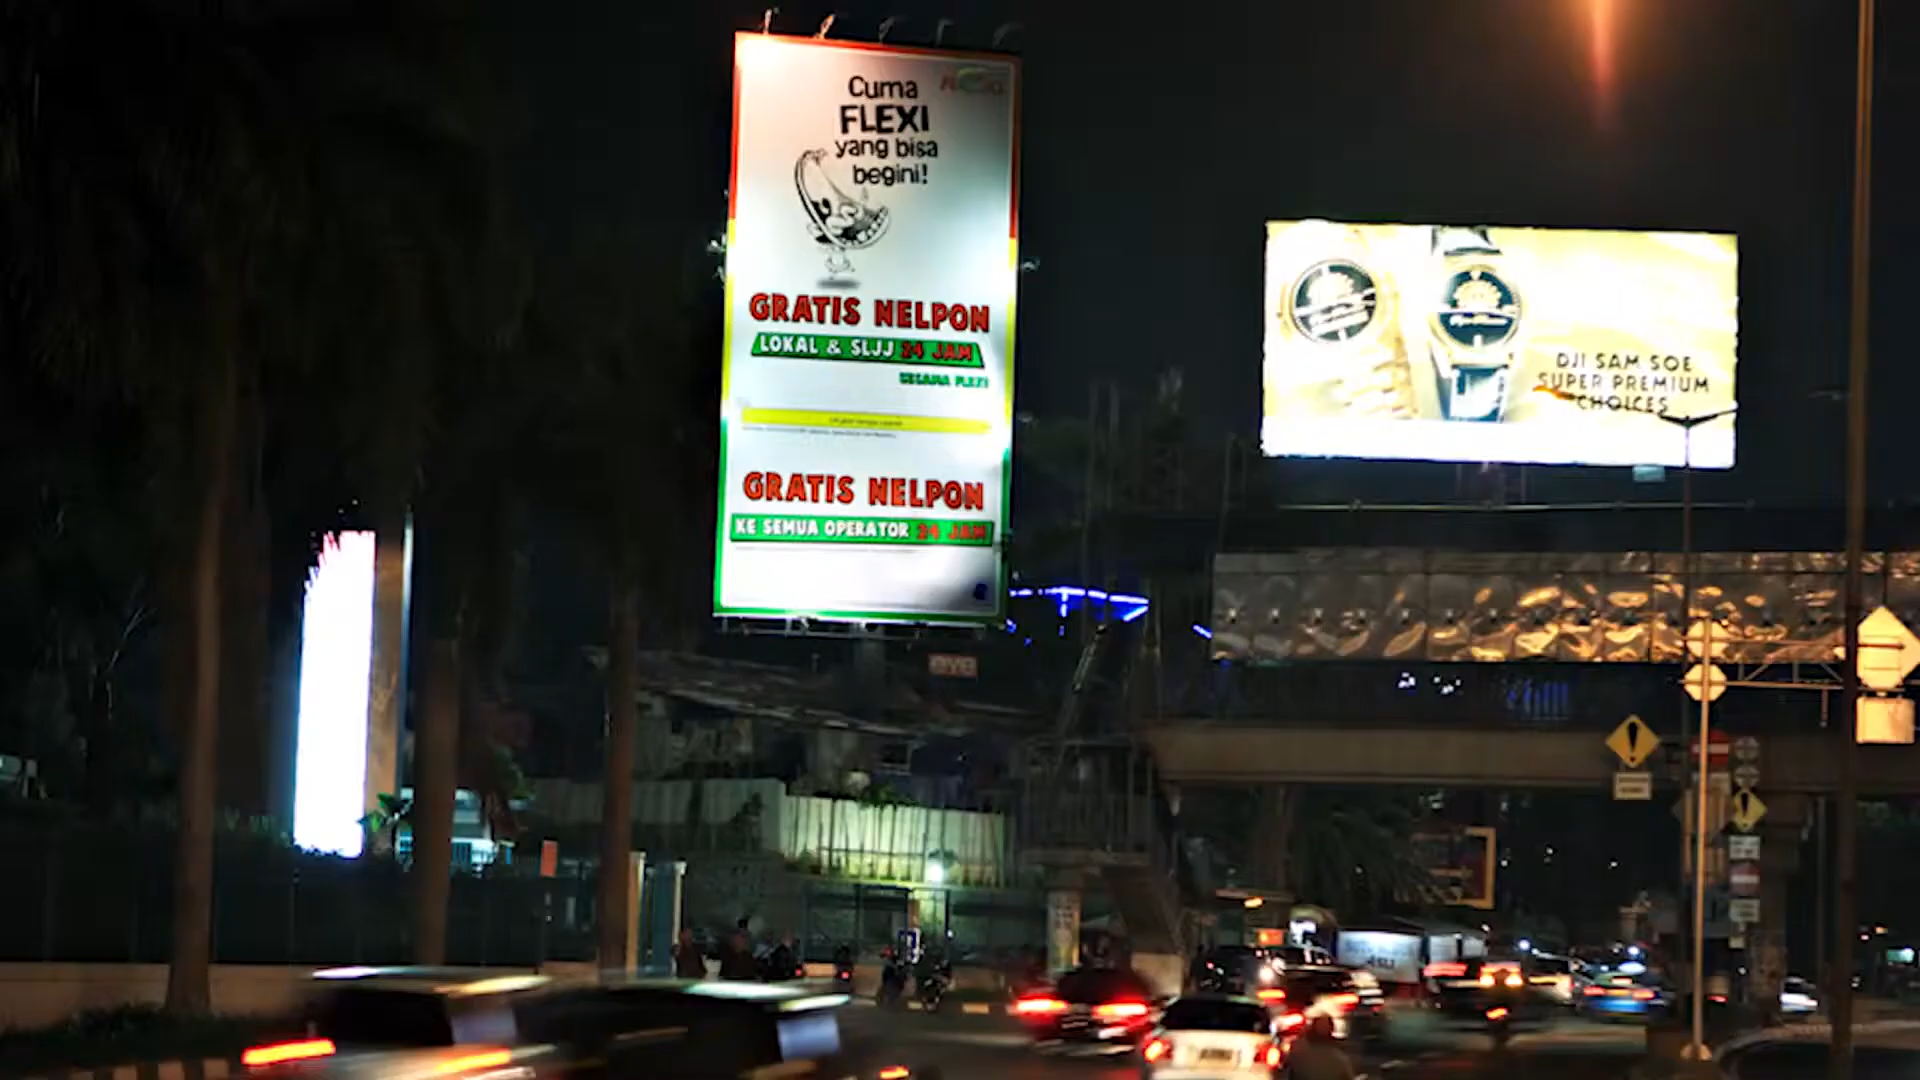 Cuma
FLEXI
yang bisa
begini!
GRATIS NELPON
LOKAL & SLJJ 24 JAM
SESAMA FLEXI
GRATIS NELPON
KE SEMUA OPERATOR 24 JAM
DJI SAM SOE
SUPER PREMIUM
CHOICES